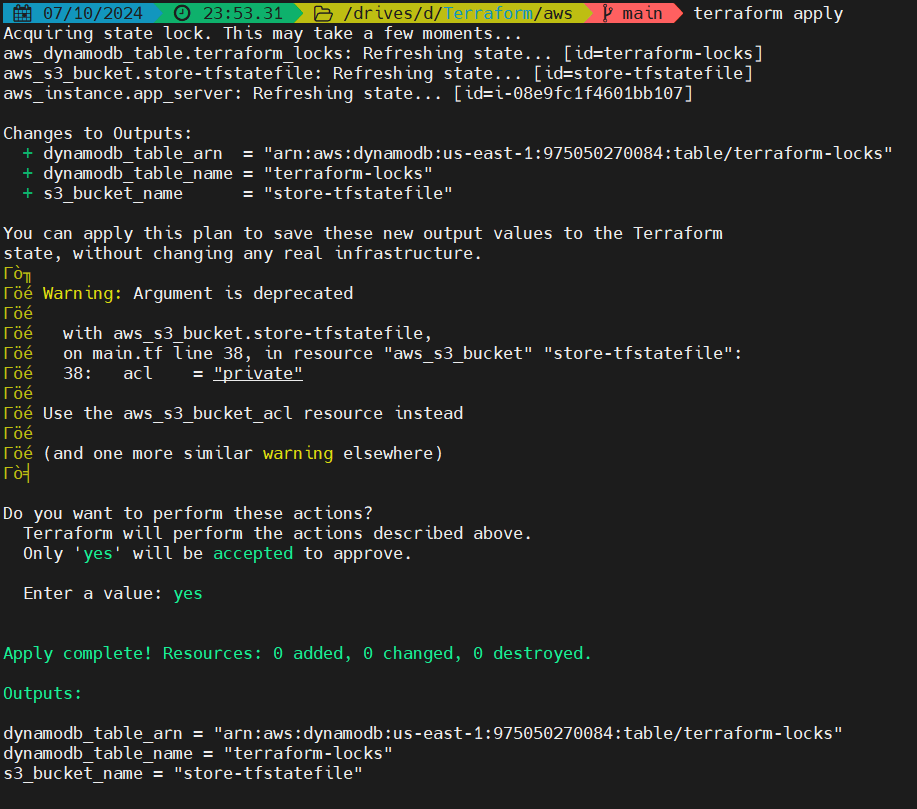 07/10/2024 23:53.31 /drives/d/Terraform/aws main terraform apply
Acquiring state lock. This may take a few moments...
aws_dynamodb_table.terraform_locks: Refreshing state... [id=terraform-locks]
aws_s3_bucket.store-tfstatefile: Refreshing state... [id=store-tfstatefile]
aws_instance.app_server: Refreshing state... [id=i-08e9fc1f4601bb107]

Changes to Outputs:
  + dynamodb_table_arn  = "arn:aws:dynamodb:us-east-1:975050270084:table/terraform-locks"
  + dynamodb_table_name = "terraform-locks"
  + s3_bucket_name      = "store-tfstatefile"

You can apply this plan to save these new output values to the Terraform
state, without changing any real infrastructure.
Γò╖
Γöé Warning: Argument is deprecated
Γöé
Γöé   with aws_s3_bucket.store-tfstatefile,
Γöé   on main.tf line 38, in resource "aws_s3_bucket" "store-tfstatefile":
Γöé   38:   acl    = "private"
Γöé
Γöé Use the aws_s3_bucket_acl resource instead
Γöé
Γöé (and one more similar warning elsewhere)
Γò╡

Do you want to perform these actions?
  Terraform will perform the actions described above.
  Only 'yes' will be accepted to approve.

  Enter a value: yes

Apply complete! Resources: 0 added, 0 changed, 0 destroyed.

Outputs:

dynamodb_table_arn = "arn:aws:dynamodb:us-east-1:975050270084:table/terraform-locks"
dynamodb_table_name = "terraform-locks"
s3_bucket_name = "store-tfstatefile"